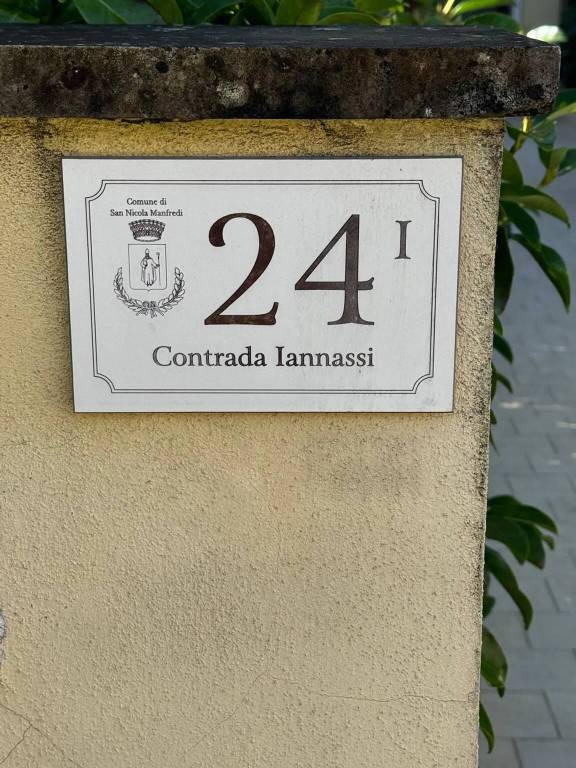 Comune di
San Nicola Manfredi
24 I
Contrada Iannassi